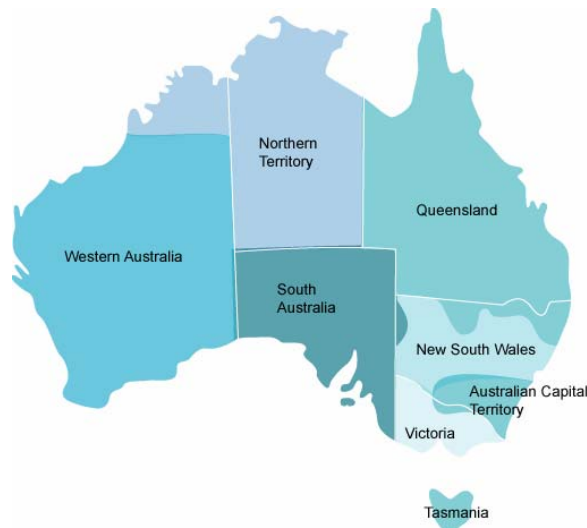 Northern
Territory
Queensland
Western Australia
South
Australia
New South Wales
Australian Capital
Territory
Victoria
Tasmania